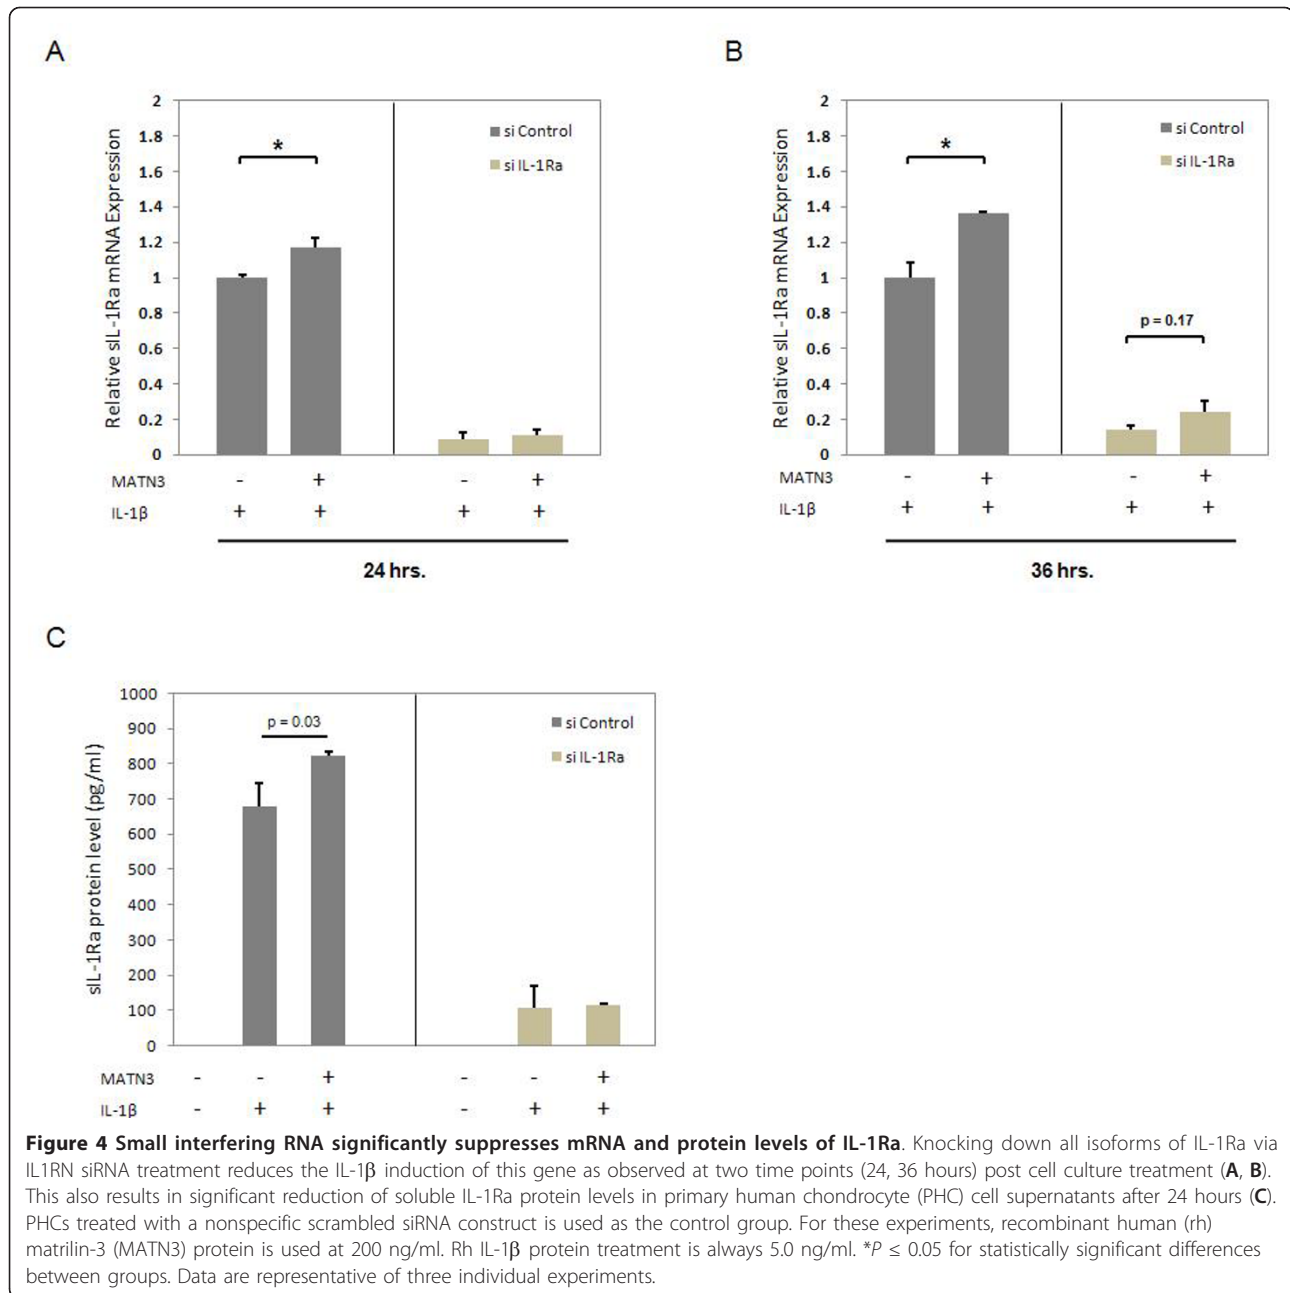 A
2
1.8
1.6
1.4
1.2
1
0.8
0.6
0.4
0.2
0
Relative sIL-1Ra mRNA Expression
*
si Control
si IL-1Ra
MATN3 - + - +
IL-1β + + + +
24 hrs.
B
2
1.8
1.6
1.4
1.2
1
0.8
0.6
0.4
0.2
0
Relative sIL-1Ra mRNA Expression
*
si Control
si IL-1Ra
p = 0.17
MATN3 - + - +
IL-1β + + + +
36 hrs.
C
1000
900
800
700
600
500
400
300
200
100
0
sIL-1Ra protein level (pg/ml)
p = 0.03
si Control
si IL-1Ra
MATN3 - - + - - +
IL-1β - + + - + +
Figure 4 Small interfering RNA significantly suppresses mRNA and protein levels of IL-1Ra. Knocking down all isoforms of IL-1Ra via
IL1RN siRNA treatment reduces the IL-1β induction of this gene as observed at two time points (24, 36 hours) post cell culture treatment (A, B).
This also results in significant reduction of soluble IL-1Ra protein levels in primary human chondrocyte (PHC) cell supernatants after 24 hours (C).
PHCs treated with a nonspecific scrambled siRNA construct is used as the control group. For these experiments, recombinant human (rh)
matrilin-3 (MATN3) protein is used at 200 ng/ml. Rh IL-1β protein treatment is always 5.0 ng/ml. *P ≤ 0.05 for statistically significant differences
between groups. Data are representative of three individual experiments.